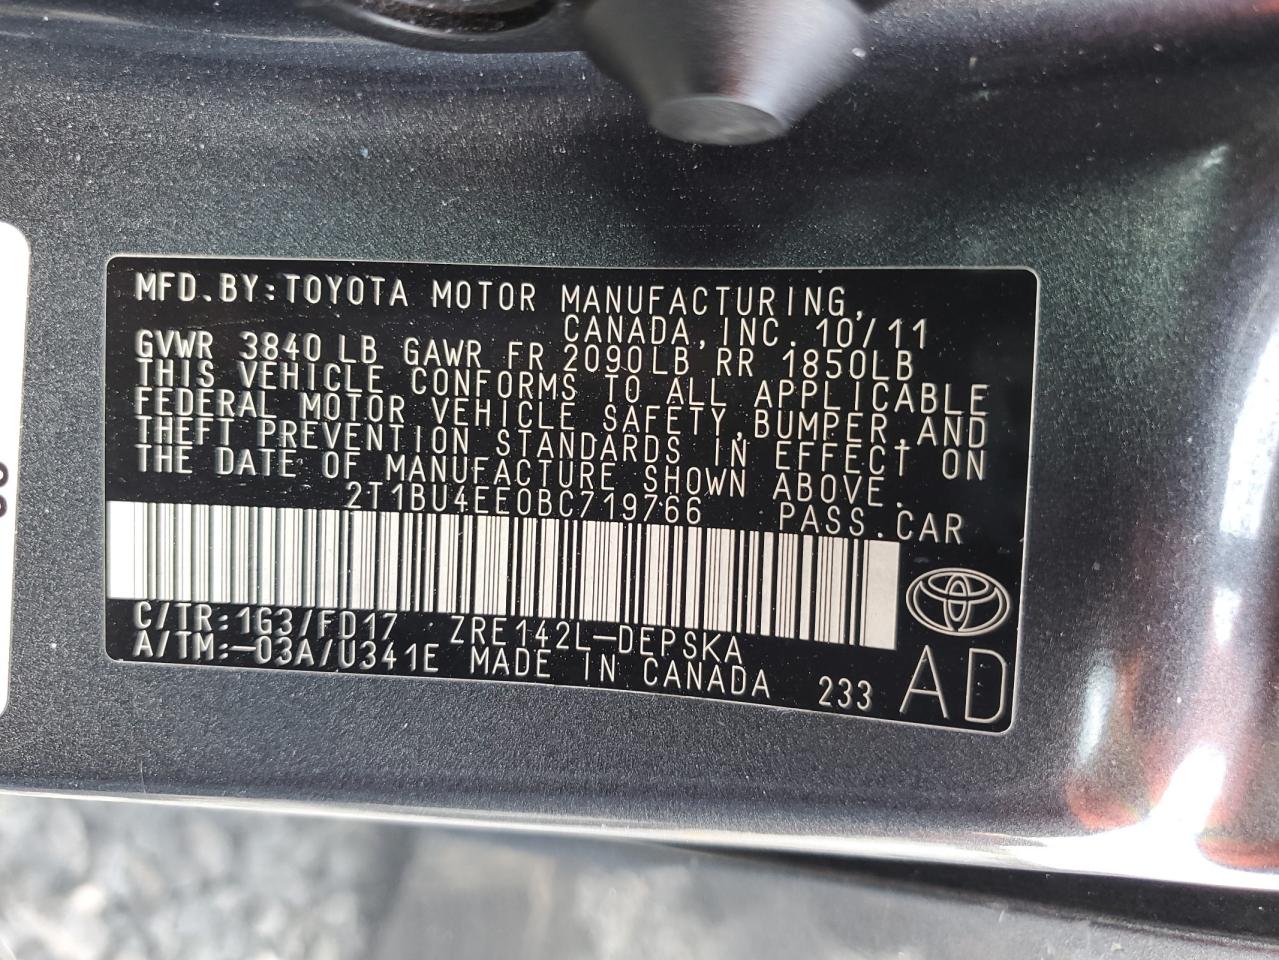 MFD.BY:TOYOTA MOTOR MANUFACTURING,
CANADA,INC. 10/11
GVWR 3840 LB GAWR FR 2090LB RR 1850LB
THIS VEHICLE CONFORMS TO ALL APPLICABLE
FEDERAL MOTOR VEHICLE SAFETY,BUMPER,AND
THEFT PREVENTION STANDARDS IN EFFECT ON
THE DATE OF MANUFACTURE SHOWN ABOVE.
2T1BU4EE0BC719766 PASS.CAR
C/TR:1G3/FD17 ZRE142L-DEPSKA
A/TM:-03A/U341E MADE IN CANADA 233 AD